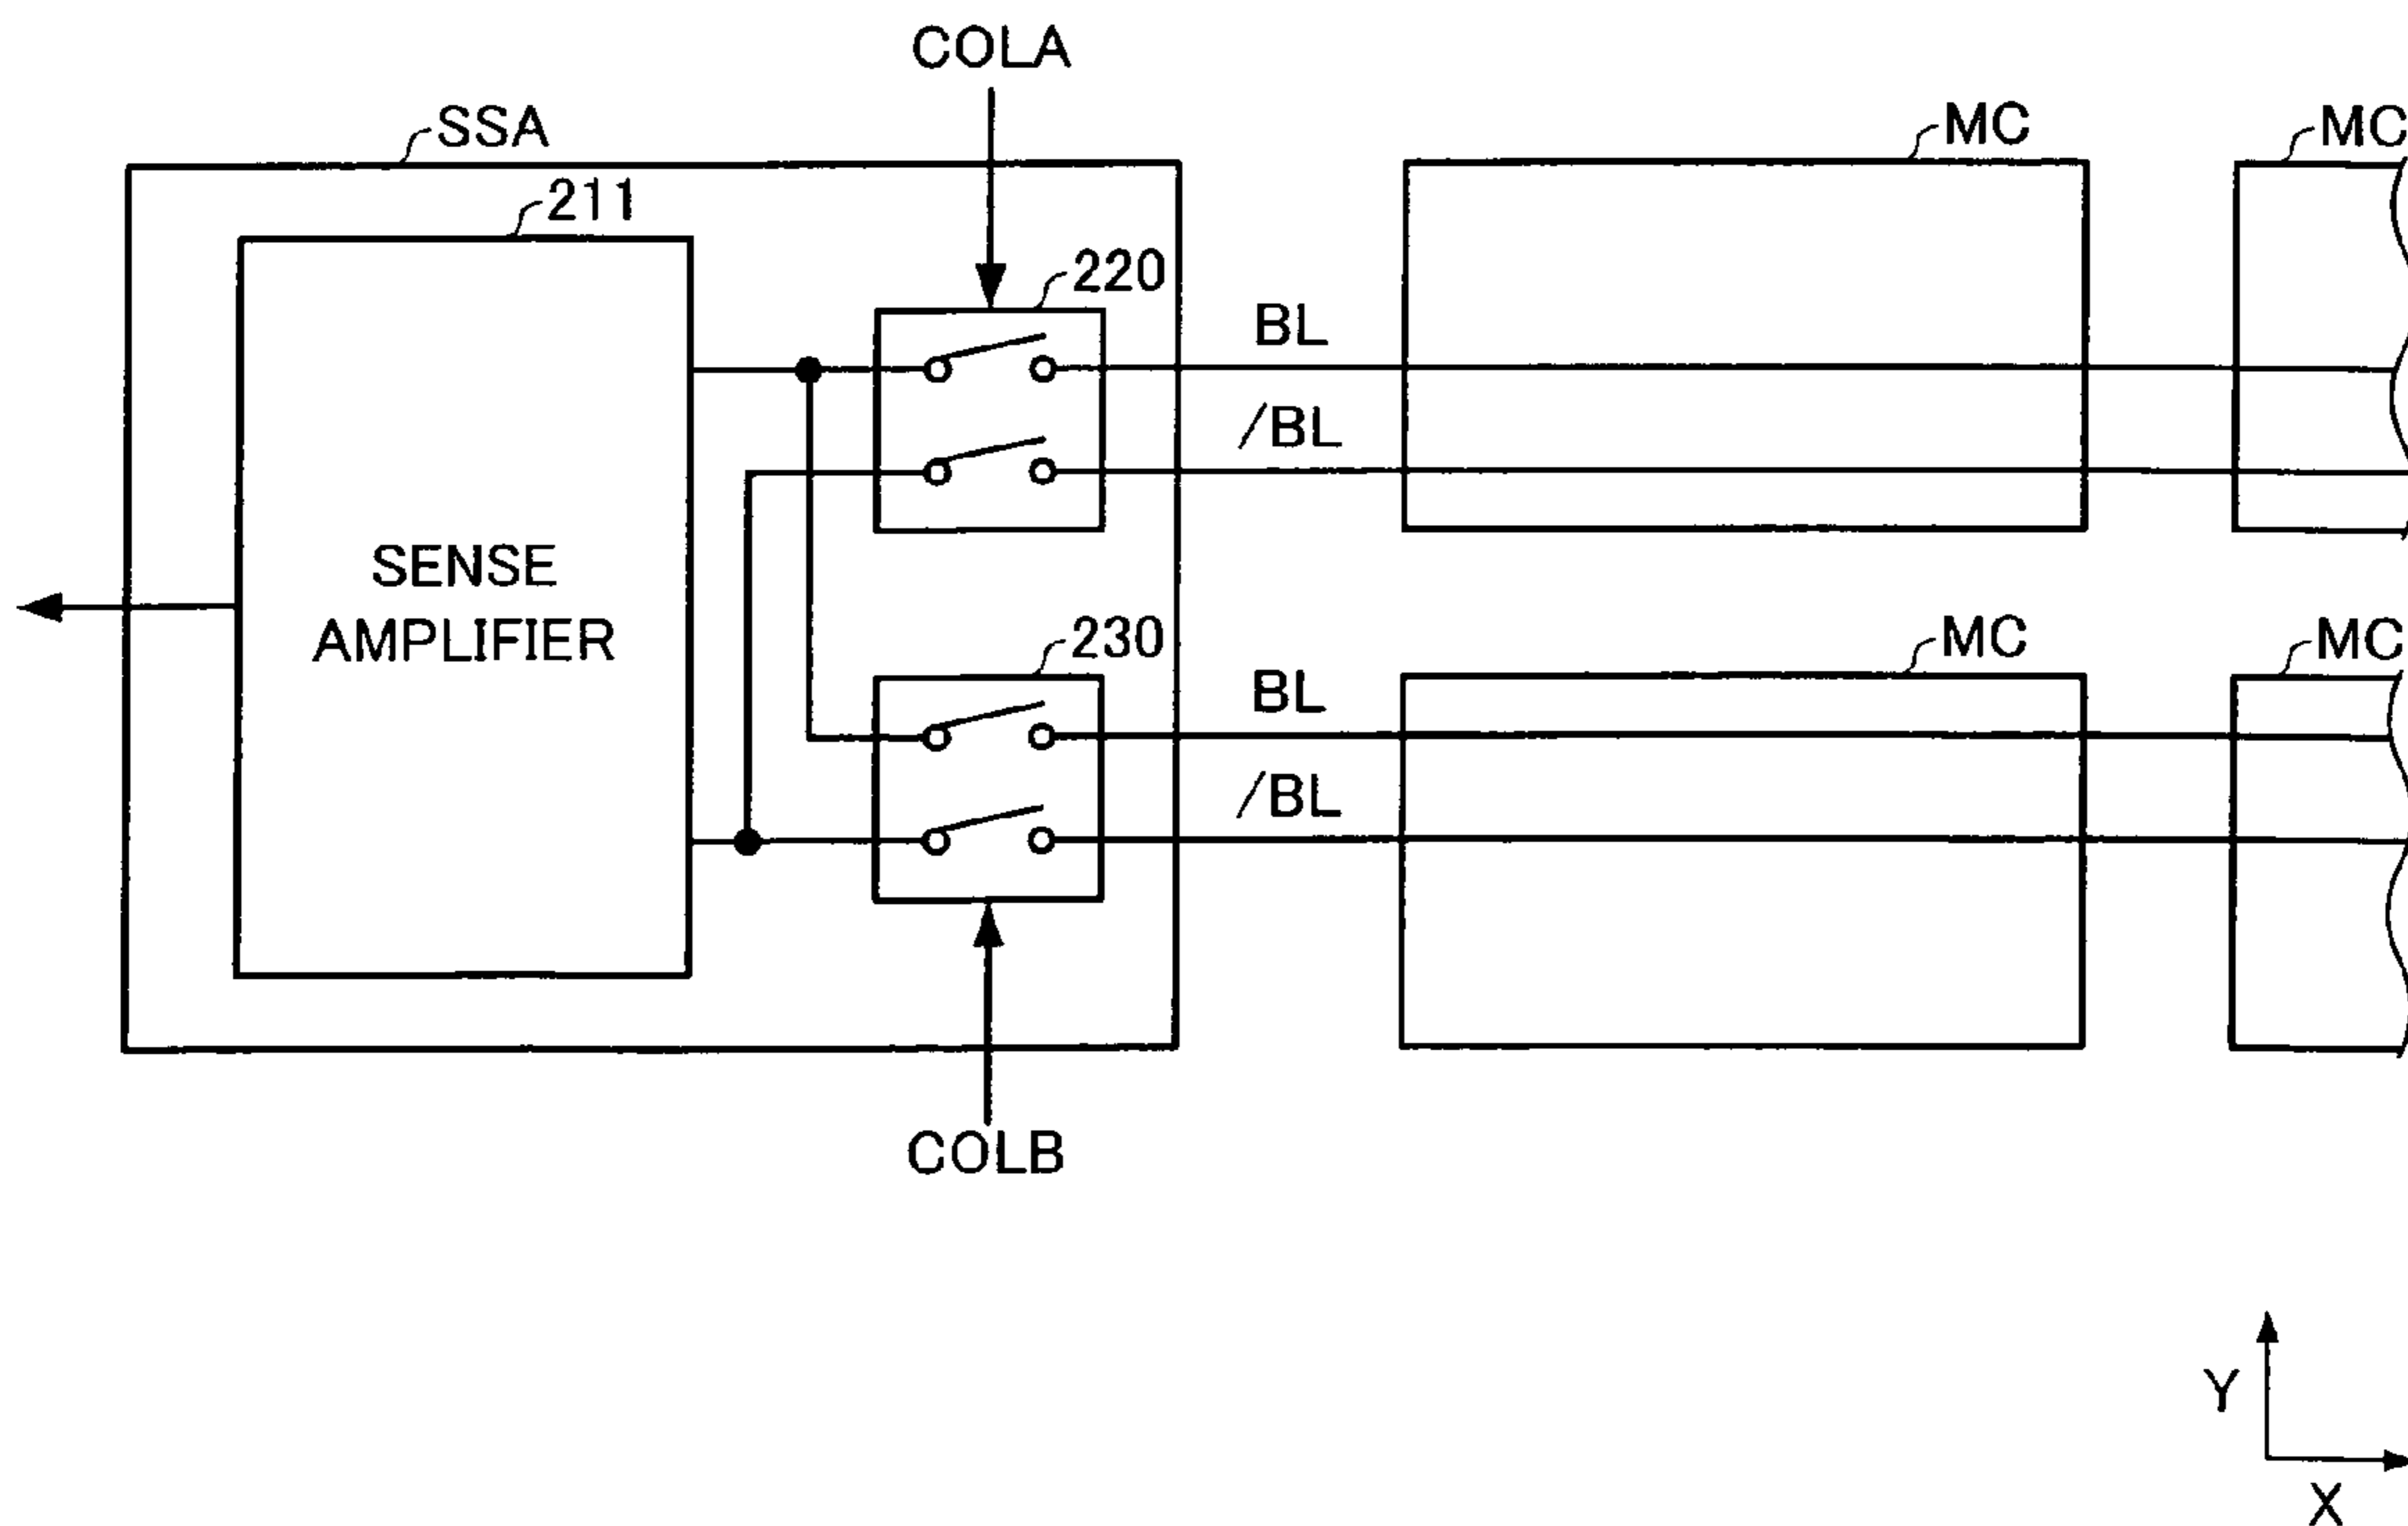 COLA
SSA
MC
MC
211
220
BL
/BL
SENSE
AMPLIFIER
230
MC
MC
BL
/BL
COLB
Y
X